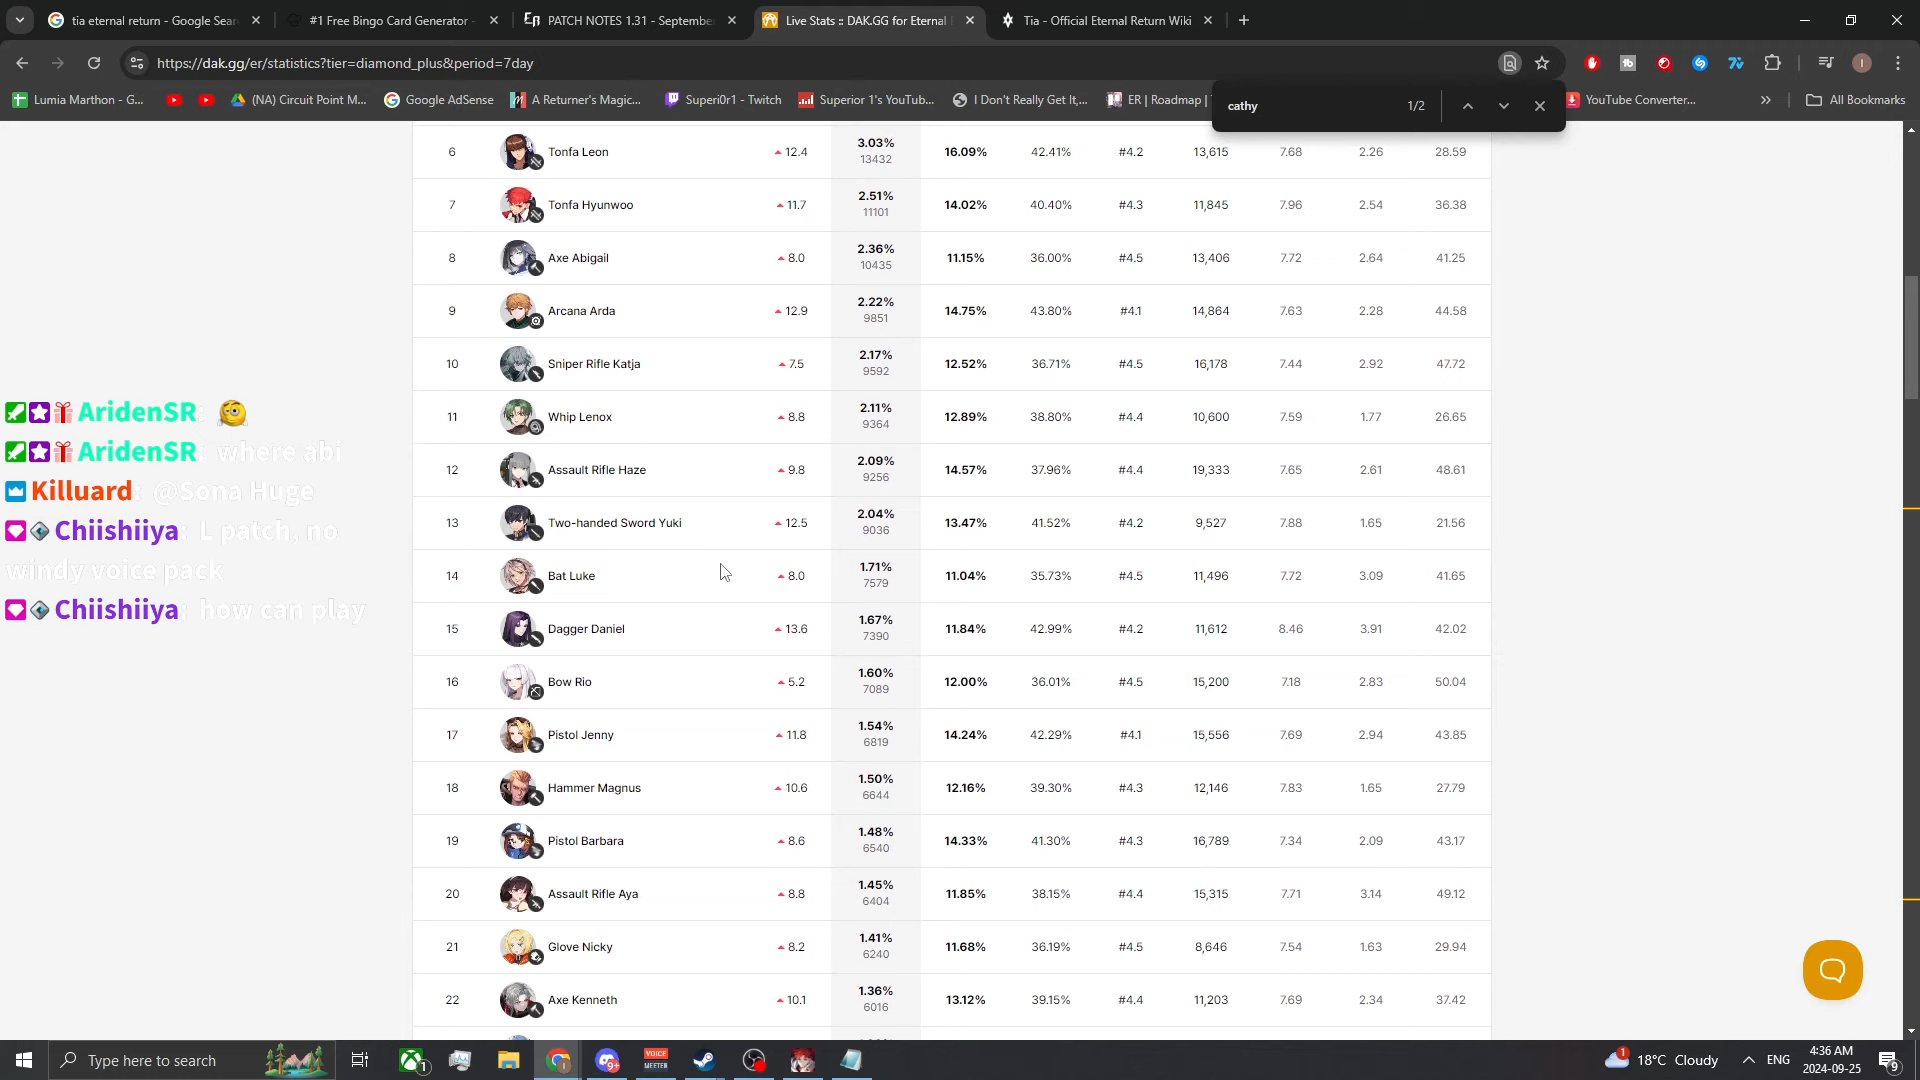 tia eternal return - Google Sear
#1 Free Bingo Card Generator -
PATCH NOTES 1.31 - September
Live Stats :: DAK.GG for Eternal
Tia - Official Eternal Return Wiki
https://dak.gg/er/statistics?tier=diamond_plus&period=7day
Lumia Marthon - G...
(NA) Circuit Point M...
Google AdSense
A Returner's Magic...
Superi0r1 - Twitch
Superior 1's YouTub...
I Don't Really Get It,...
ER | Roadmap |
YouTube Converter...
All Bookmarks
cathy 1/2
6 Tonfa Leon 12.4 3.03% 13432 16.09% 42.41% #4.2 13,615 7.68 2.26 28.59
7 Tonfa Hyunwoo 11.7 2.51% 11101 14.02% 40.40% #4.3 11,845 7.96 2.54 36.38
8 Axe Abigail 8.0 2.36% 10435 11.15% 36.00% #4.5 13,406 7.72 2.64 41.25
9 Arcana Arda 12.9 2.22% 9851 14.75% 43.80% #4.1 14,864 7.63 2.28 44.58
10 Sniper Rifle Katja 7.5 2.17% 9592 12.52% 36.71% #4.5 16,178 7.44 2.92 47.72
11 Whip Lenox 8.8 2.11% 9364 12.89% 38.80% #4.4 10,600 7.59 1.77 26.65
12 Assault Rifle Haze 9.8 2.09% 9256 14.57% 37.96% #4.4 19,333 7.65 2.61 48.61
13 Two-handed Sword Yuki 12.5 2.04% 9036 13.47% 41.52% #4.2 9,527 7.88 1.65 21.56
14 Bat Luke 8.0 1.71% 7579 11.04% 35.73% #4.5 11,496 7.72 3.09 41.65
15 Dagger Daniel 13.6 1.67% 7390 11.84% 42.99% #4.2 11,612 8.46 3.91 42.02
16 Bow Rio 5.2 1.60% 7089 12.00% 36.01% #4.5 15,200 7.18 2.83 50.04
17 Pistol Jenny 11.8 1.54% 6819 14.24% 42.29% #4.1 15,556 7.69 2.94 43.85
18 Hammer Magnus 10.6 1.50% 6644 12.16% 39.30% #4.3 12,146 7.83 1.65 27.79
19 Pistol Barbara 8.6 1.48% 6540 14.33% 41.30% #4.3 16,789 7.34 2.09 43.17
20 Assault Rifle Aya 8.8 1.45% 6404 11.85% 38.15% #4.4 15,315 7.71 3.14 49.12
21 Glove Nicky 8.2 1.41% 6240 11.68% 36.19% #4.5 8,646 7.54 1.63 29.94
22 Axe Kenneth 10.1 1.36% 6016 13.12% 39.15% #4.4 11,203 7.69 2.34 37.42
AridenSR:
AridenSR: where abi
Killuard: @Sona Huge
Chiishiiya: L patch, no
windy voice pack
Chiishiiya: how can play
Type here to search
1
9+
VOICE
MEETER
1
18°C Cloudy
ENG
4:36 AM
2024-09-25
9